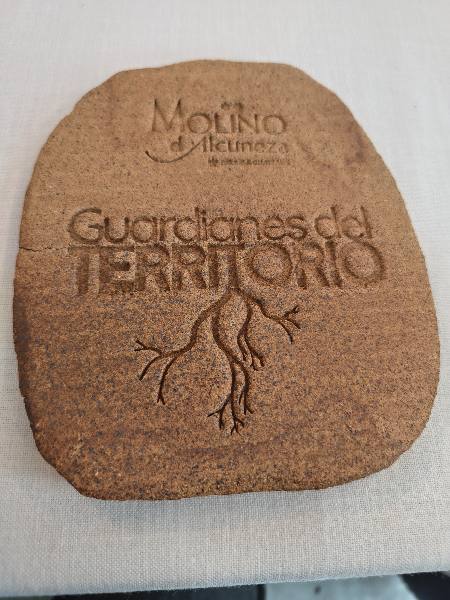 MOLINO
d'Alcuneza
Guardianes del
TERRITORIO